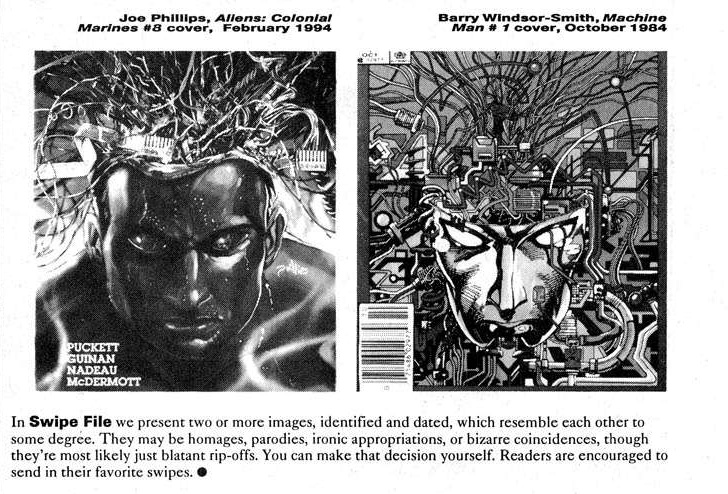 Joe Phillips, Aliens: Colonial
Marines #8 cover, February 1994
Barry Windsor-Smith, Machine
Man # 1 cover, October 1984
OCT
PUCKETT
GUINAN
NADEAU
McDERMOTT
In Swipe File we present two or more images, identified and dated, which resemble each other to
some degree. They may be homages, parodies, ironic appropriations, or bizarre coincidences, though
they're most likely just blatant rip-offs. You can make that decision yourself. Readers are encouraged to
send in their favorite swipes. ●